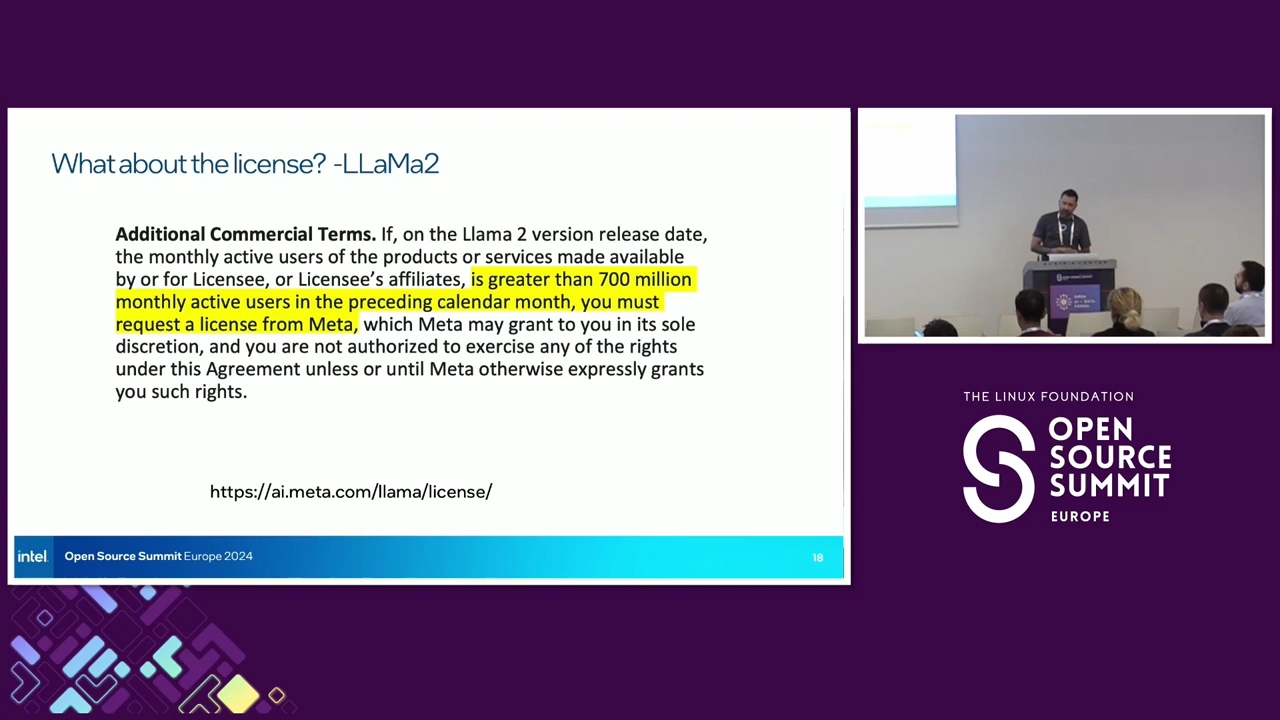 What about the license? -LLaMa2
Additional Commercial Terms. If, on the Llama 2 version release date,
the monthly active users of the products or services made available
by or for Licensee, or Licensee’s affiliates, is greater than 700 million
monthly active users in the preceding calendar month, you must
request a license from Meta, which Meta may grant to you in its sole
discretion, and you are not authorized to exercise any of the rights
under this Agreement unless or until Meta otherwise expressly grants
you such rights.
https://ai.meta.com/llama/license/
intel.
Open Source Summit Europe 2024
18
THE LINUX FOUNDATION
OPEN
SOURCE
SUMMIT
EUROPE